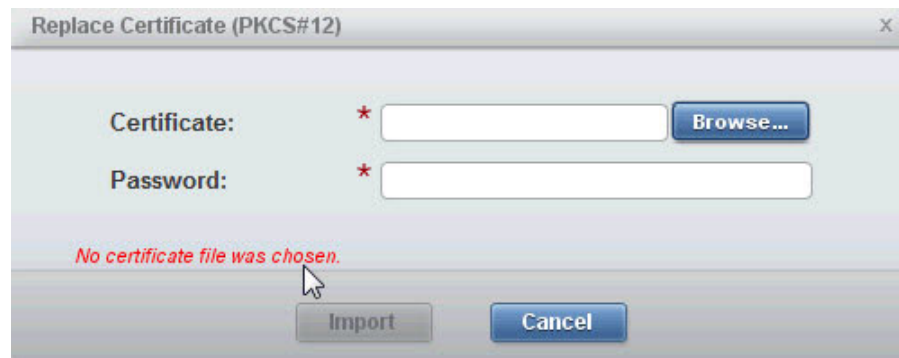 Replace Certificate (PKCS#12) x
Certificate: * Browse...
Password: *
No certificate file was chosen.
Import Cancel